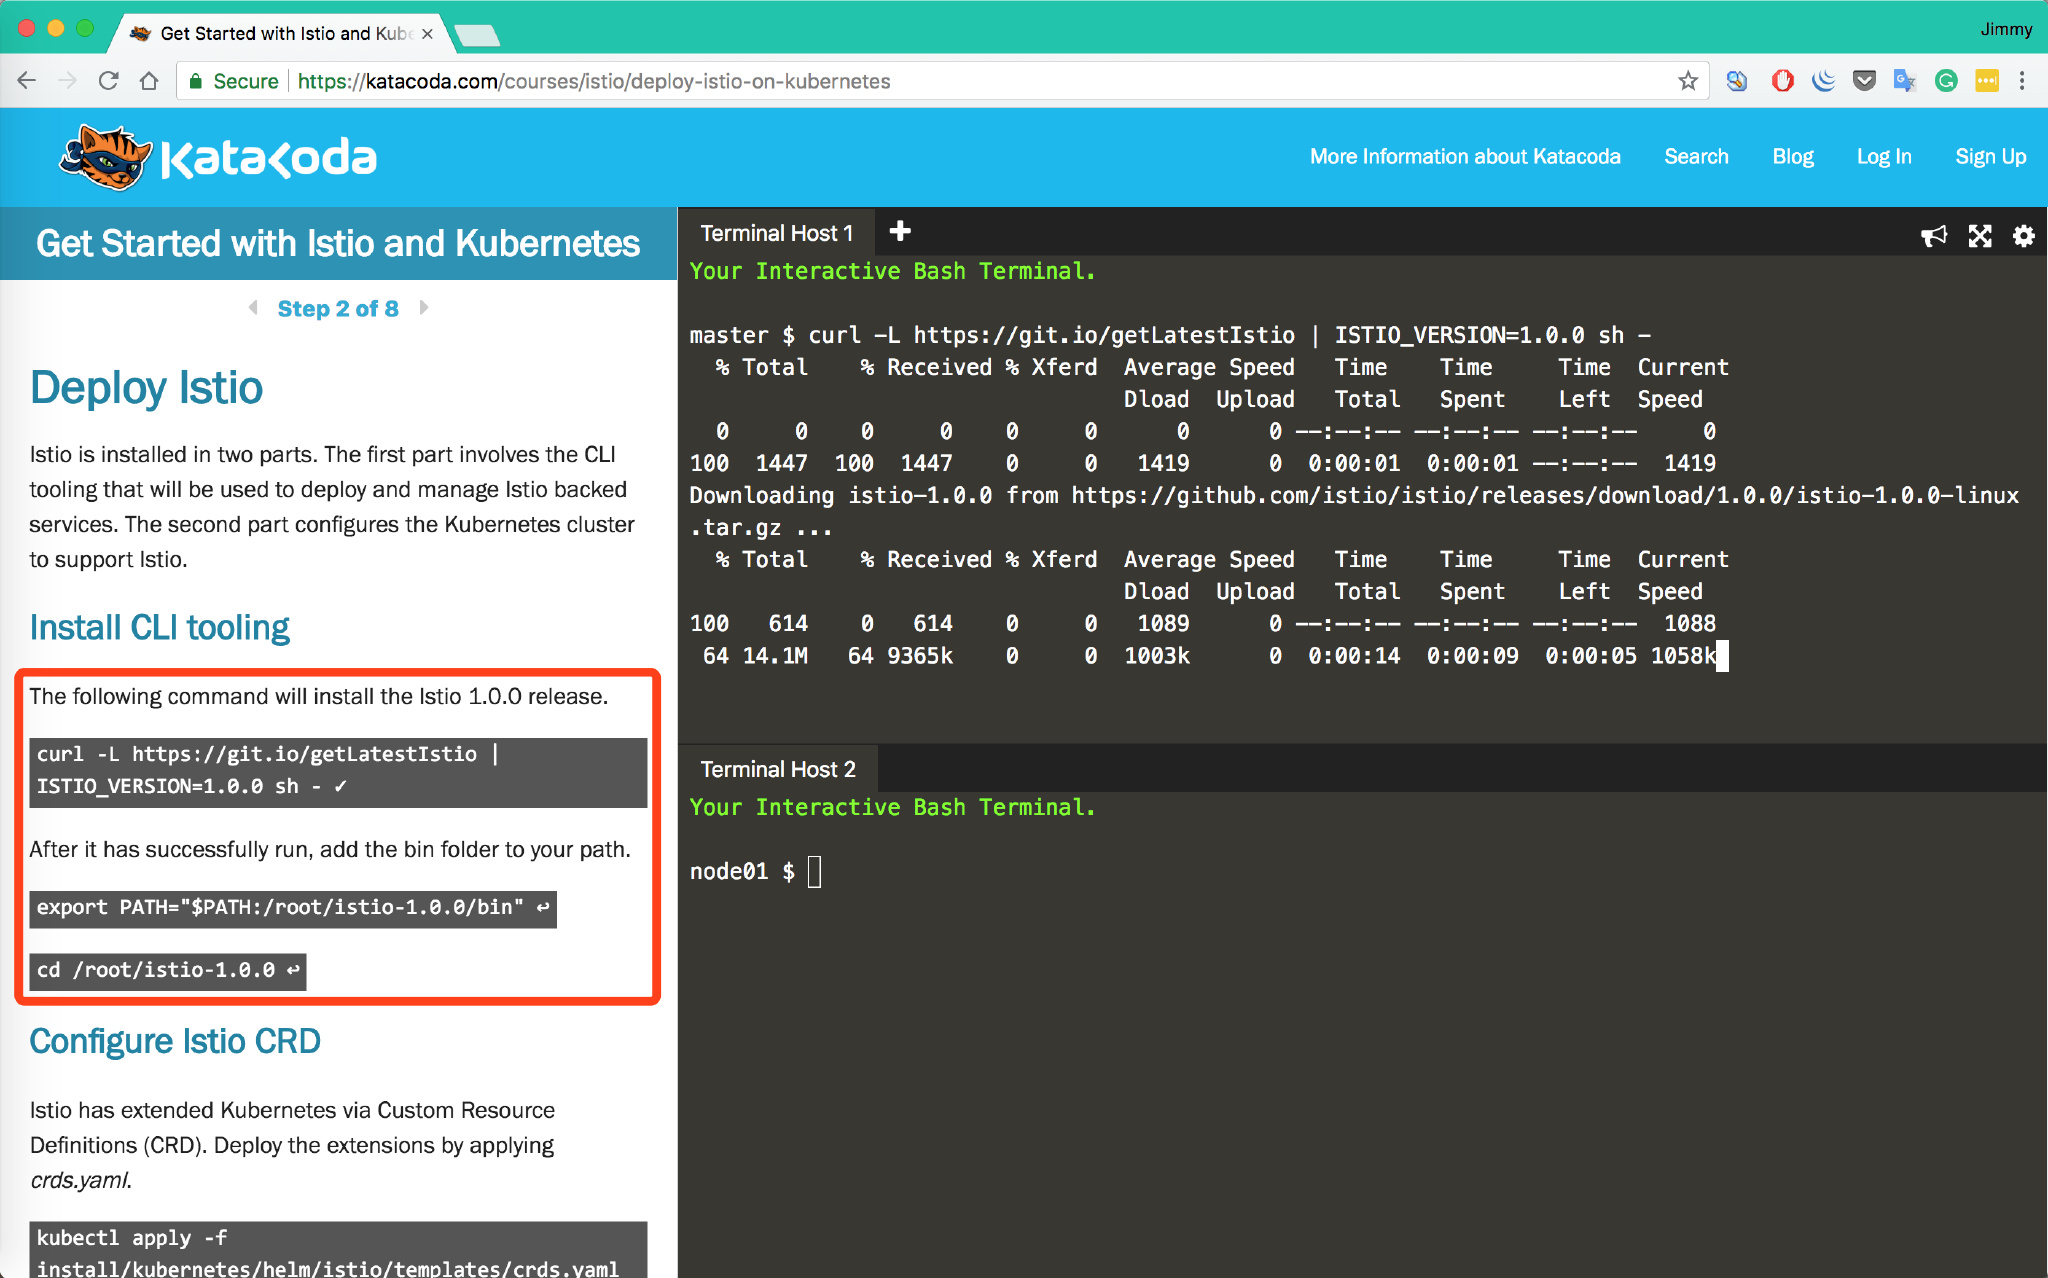 Get Started with Istio and Kube
Jimmy
Secure https://katacoda.com/courses/istio/deploy-istio-on-kubernetes
Katacoda
More Information about Katacoda Search Blog Log In Sign Up
Get Started with Istio and Kubernetes
Step 2 of 8
Deploy Istio
Istio is installed in two parts. The first part involves the CLI
tooling that will be used to deploy and manage Istio backed
services. The second part configures the Kubernetes cluster
to support Istio.
Install CLI tooling
The following command will install the Istio 1.0.0 release.
curl -L https://git.io/getLatestIstio |
ISTIO_VERSION=1.0.0 sh - ✓
After it has successfully run, add the bin folder to your path.
export PATH="$PATH:/root/istio-1.0.0/bin" ↩
cd /root/istio-1.0.0 ↩
Configure Istio CRD
Istio has extended Kubernetes via Custom Resource
Definitions (CRD). Deploy the extensions by applying
crds.yaml.
kubectl apply -f
install/kubernetes/helm/istio/templates/crds.yaml
Terminal Host 1
Your Interactive Bash Terminal.
master $ curl -L https://git.io/getLatestIstio | ISTIO_VERSION=1.0.0 sh -
% Total % Received % Xferd Average Speed Time Time Time Current
Dload Upload Total Spent Left Speed
0 0 0 0 0 0 0 0 --:--:-- --:--:-- --:--:-- 0
100 1447 100 1447 0 0 1419 0 0:00:01 0:00:01 --:--:-- 1419
Downloading istio-1.0.0 from https://github.com/istio/istio/releases/download/1.0.0/istio-1.0.0-linux
.tar.gz ...
% Total % Received % Xferd Average Speed Time Time Time Current
Dload Upload Total Spent Left Speed
100 614 0 614 0 0 1089 0 --:--:-- --:--:-- --:--:-- 1088
64 14.1M 64 9365k 0 0 1003k 0 0:00:14 0:00:09 0:00:05 1058k
Terminal Host 2
Your Interactive Bash Terminal.
node01 $